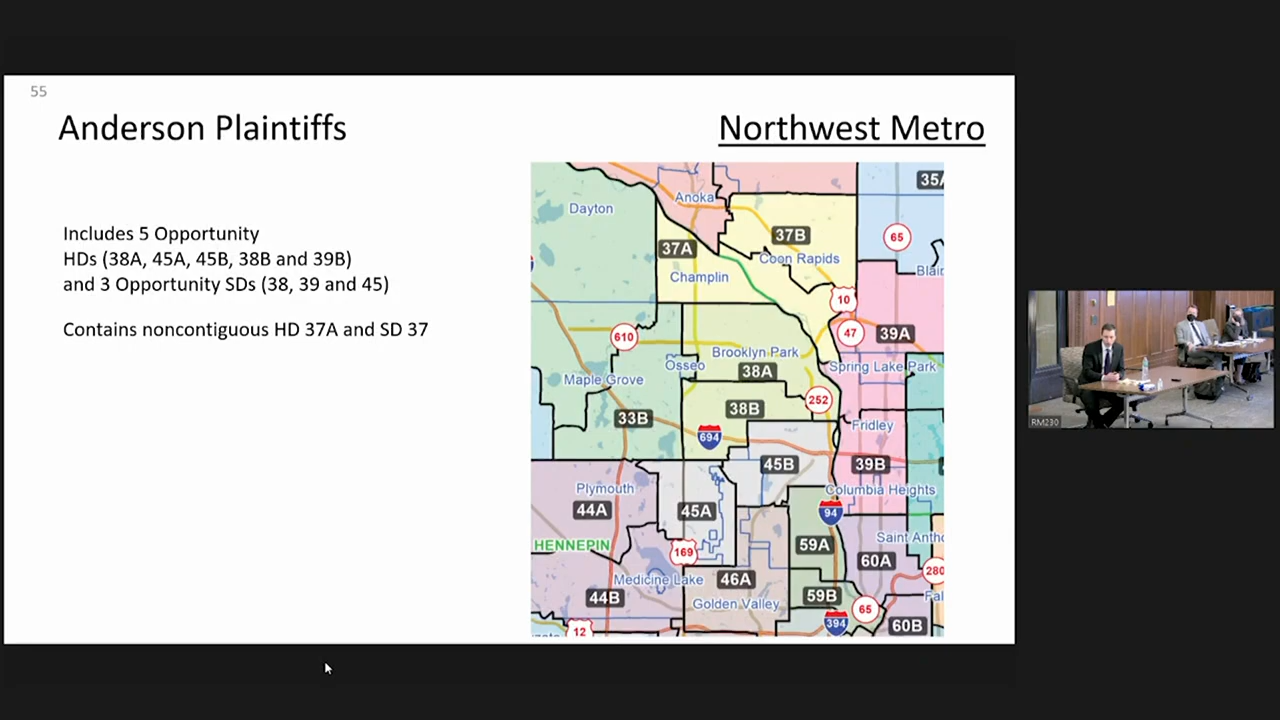 55
Anderson Plaintiffs
Northwest Metro
Includes 5 Opportunity
HDs (38A, 45A, 45B, 38B and 39B)
and 3 Opportunity SDs (38, 39 and 45)
Contains noncontiguous HD 37A and SD 37
35A
Anoka
Dayton
37B
65
37A
Coon Rapids
Champlin
10
47
39A
610
Brooklyn Park
Osseo
38A
Spring Lake Park
Maple Grove
252
38B
33B
Fridley
694
45B
39B
Plymouth
Columbia Heights
44A
45A
94
HENNEPIN
59A
Saint Antho
169
60A
280
Medicine Lake
46A
44B
59B
Golden Valley
65
394
60B
12
RM230